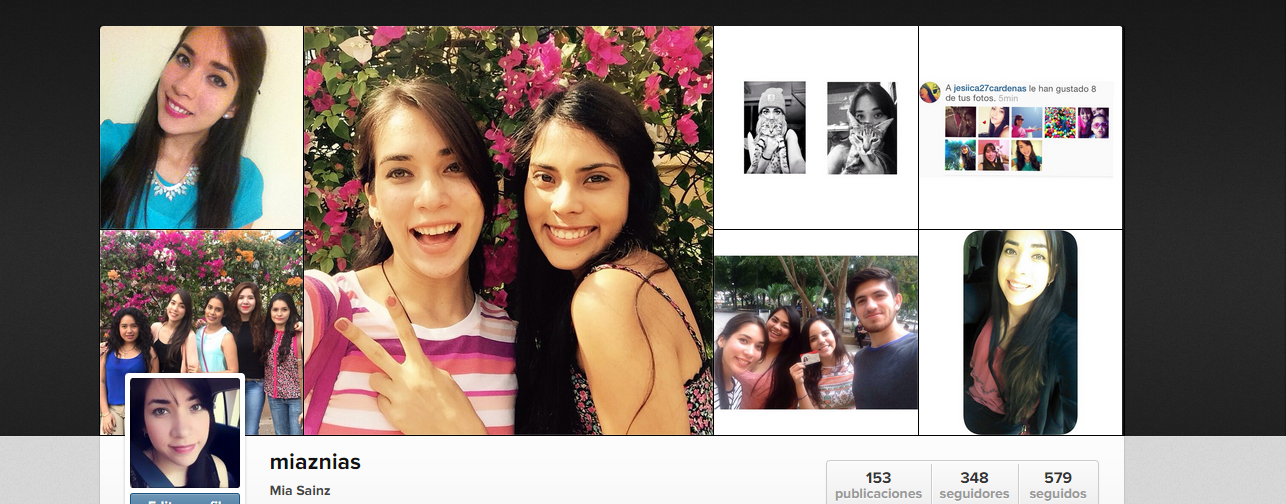 A jesiica27cardenas le han gustado 8
de tus fotos. 5min
miaznias
Mia Sainz
153
publicaciones
348
seguidores
579
seguidos